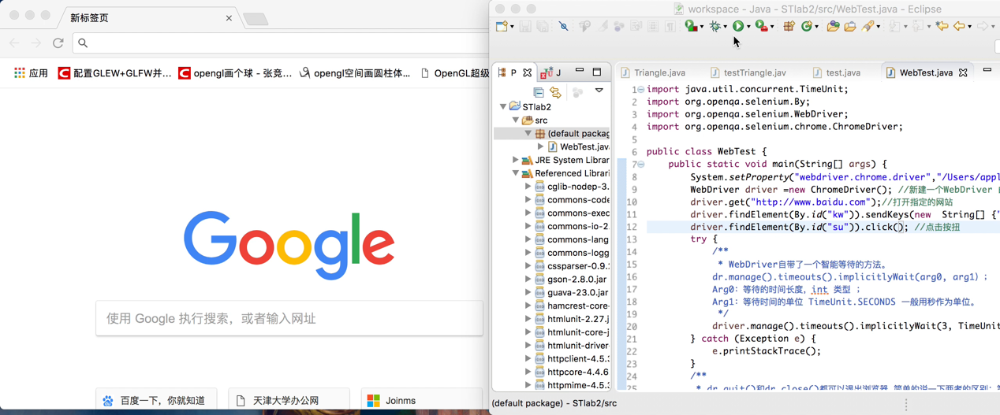 新标签页
应用
配置GLEW+GLFW并...
opengl画个球 - 张竞...
opengl空间画圆柱体...
OpenGL超级
Google
使用 Google 执行搜索，或者输入网址
百度一下，你就知道
天津大学办公网
Joinms
workspace - Java - STlab2/src/WebTest.java - Eclipse
P
J
STlab2
src
(default packag
WebTest.java
JRE System Librar
Referenced Librari
cglib-nodep-3.
commons-code
commons-exec
commons-io-2
commons-lang
commons-logg
cssparser-0.9.
gson-2.8.0.jar
guava-23.0.jar
hamcrest-core-
htmlunit-2.27.j
htmlunit-core-j
htmlunit-driver-
httpclient-4.5.3
httpcore-4.4.6
httpmime-4.5.3
Triangle.java
testTriangle.jav
test.java
WebTest.java
1 import java.util.concurrent.TimeUnit;
2 import org.openqa.selenium.By;
3 import org.openqa.selenium.WebDriver;
4 import org.openqa.selenium.chrome.ChromeDriver;
5
6 public class WebTest {
7 public static void main(String[] args) {
8 System.setProperty("webdriver.chrome.driver","/Users/appl
9 WebDriver driver =new ChromeDriver(); //新建一个WebDriver
10 driver.get("http://www.baidu.com");//打开指定的网站
11 driver.findElement(By.id("kw")).sendKeys(new String[] {"
12 driver.findElement(By.id("su")).click(); //点击按扭
13 try {
14 /**
15 * WebDriver自带了一个智能等待的方法。
16 dr.manage().timeouts().implicitlyWait(arg0, arg1）;
17 Arg0：等待的时间长度，int 类型 ；
18 Arg1：等待时间的单位 TimeUnit.SECONDS 一般用秒作为单位。
19 */
20 driver.manage().timeouts().implicitlyWait(3, TimeUnit
21 } catch (Exception e) {
22 e.printStackTrace();
23 }
24 /**
25 * dr.quit()和dr.close()都可以退出浏览器,简单的说一下两者的区别：
(default package) - STlab2/src